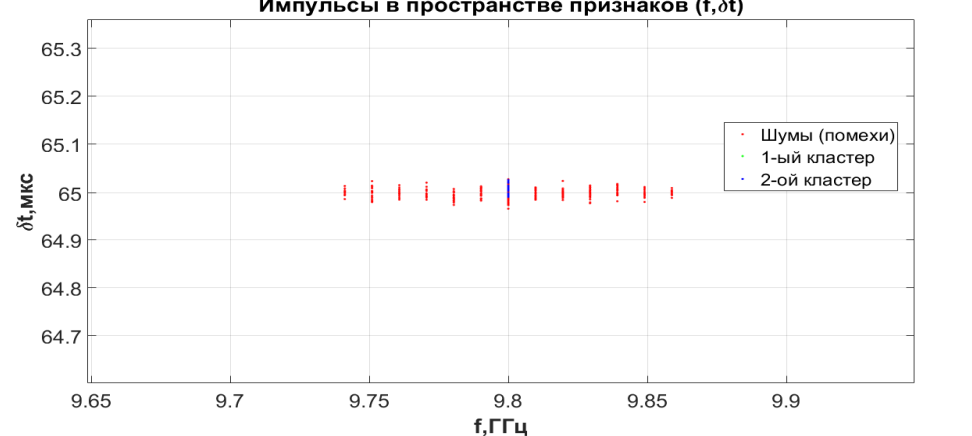 Импульсы в пространстве признаков (f,δt)
65.3
65.2
65.1
65
64.9
64.8
64.7
δt,мкс
Шумы (помехи)
1-ый кластер
2-ой кластер
9.65 9.7 9.75 9.8 9.85 9.9
f,ГГц